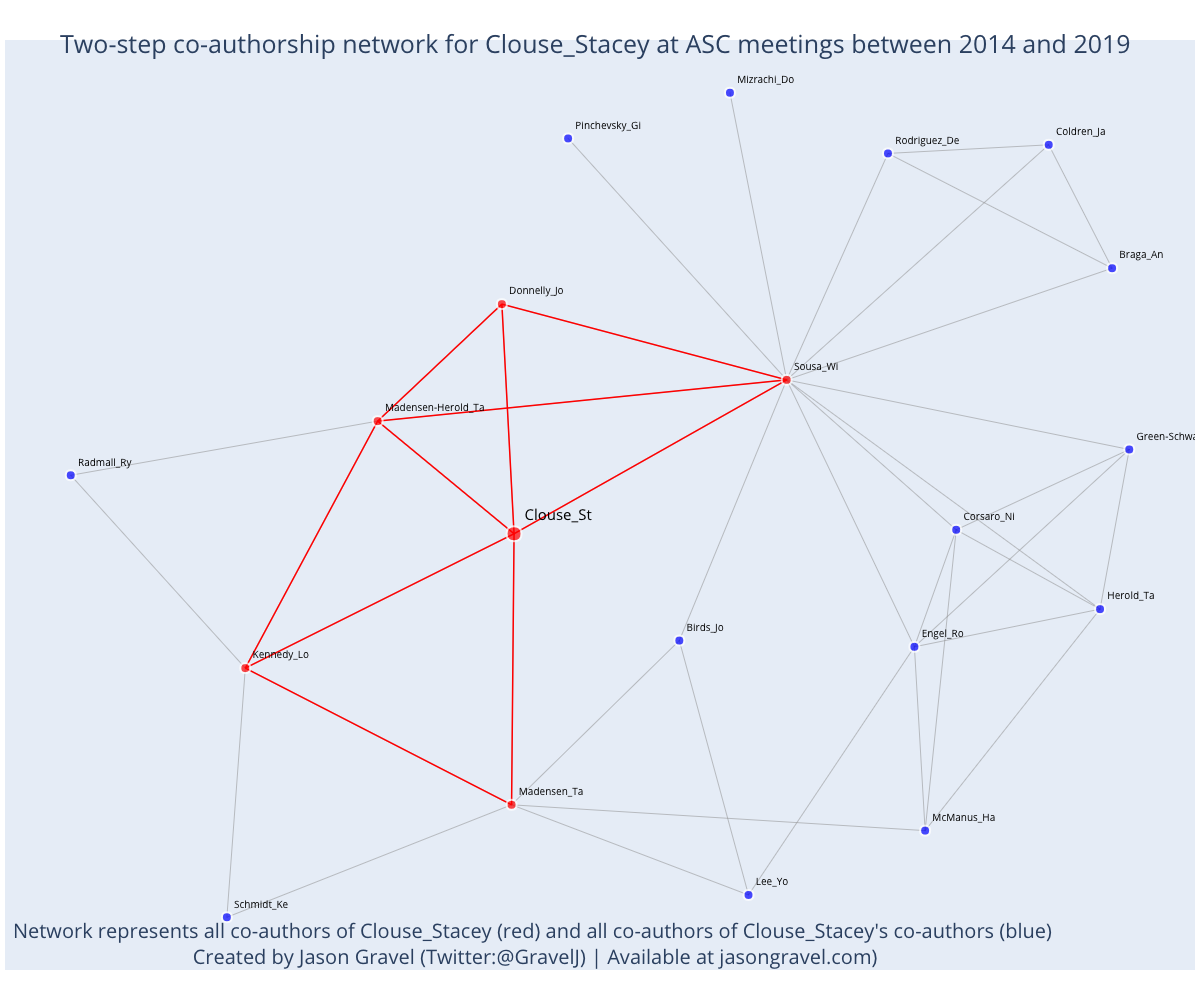 Two-step co-authorship network for Clouse_Stacey at ASC meetings between 2014 and 2019
Mizrachi_Do
Pinchevsky_Gi
Coldren_Ja
Rodriguez_De
Braga_An
Donnelly_Jo
Sousa_Wi
Madensen-Herold_Ta
Green-Schwa
Radmall_Ry
Clouse_St
Corsaro_Ni
Herold_Ta
Birds_Jo
Engel_Ro
Kennedy_Lo
Madensen_Ta
McManus_Ha
Lee_Yo
Schmidt_Ke
Network represents all co-authors of Clouse_Stacey (red) and all co-authors of Clouse_Stacey's co-authors (blue)
Created by Jason Gravel (Twitter:@GravelJ) | Available at jasongravel.com)